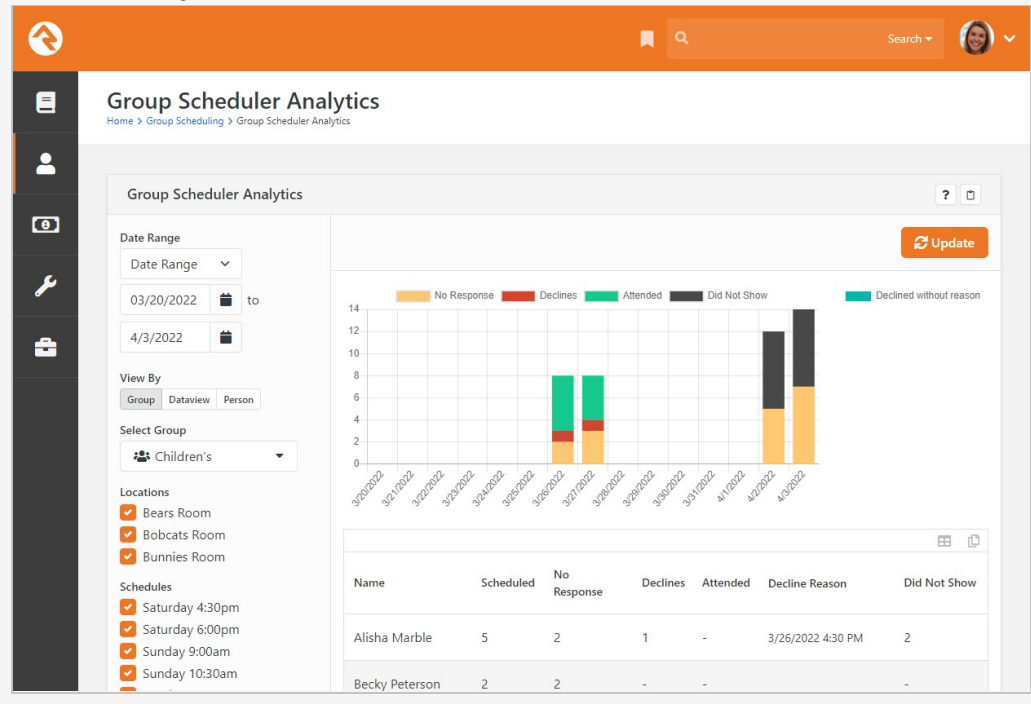 Search
Group Scheduler Analytics
Home > Group Scheduling > Group Scheduler Analytics
Group Scheduler Analytics
?
Date Range
Date Range
03/20/2022 to
4/3/2022
View By
Group Dataview Person
Select Group
Children's
Locations
Bears Room
Bobcats Room
Bunnies Room
Schedules
Saturday 4:30pm
Saturday 6:00pm
Sunday 9:00am
Sunday 10:30am
Update
No Response Declines Attended Did Not Show Declined without reason
14
12
10
8
6
4
2
0
3/20/2022 3/21/2022 3/22/2022 3/23/2022 3/24/2022 3/25/2022 3/26/2022 3/27/2022 3/28/2022 3/29/2022 3/30/2022 3/31/2022 4/1/2022 4/2/2022 4/3/2022
Name Scheduled No Response Declines Attended Decline Reason Did Not Show
Alisha Marble 5 2 1 - 3/26/2022 4:30 PM 2
Becky Peterson 2 2 - - -